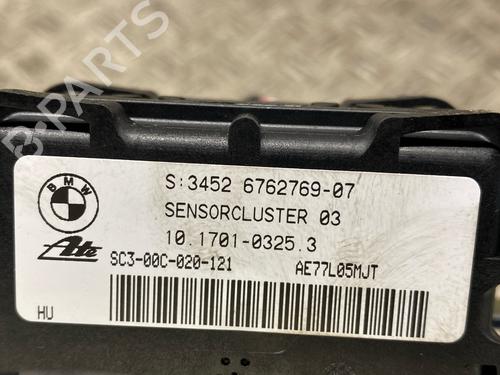 BMW
S:3452 6762769-07
SENSORCLUSTER 03
Ate
10.1701-0325.3
SC3-00C-020-121 AE77L05MJT
HU
B-PARTS